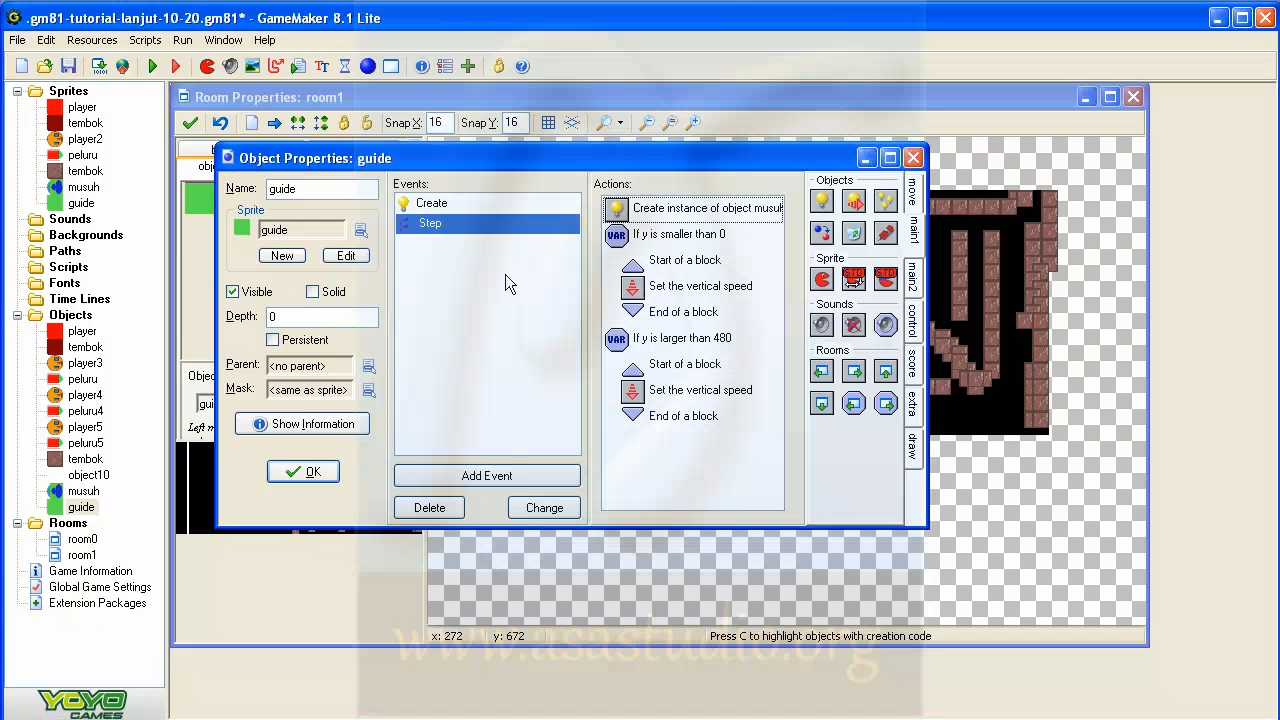 .gm81-tutorial-lanjut-10-20.gm81* - GameMaker 8.1 Lite
File Edit Resources Scripts Run Window Help
Sprites
player
tembok
player2
peluru
tembok
musuh
guide
Sounds
Backgrounds
Paths
Scripts
Fonts
Time Lines
Objects
player
tembok
player3
peluru
player4
peluru4
player5
peluru5
tembok
object10
musuh
guide
Rooms
room0
room1
Game Information
Global Game Settings
Extension Packages
YOYO
GAMES
Room Properties: room1
Snap X: 16 Snap Y: 16
Object Properties: guide
Name: guide
Sprite
guide
New Edit
Visible Solid
Depth: 0
Persistent
Parent: <no parent>
Mask: <same as sprite>
Show Information
OK
Events:
Create
Step
Add Event
Delete Change
Actions:
Create instance of object musuh
If y is smaller than 0
Start of a block
Set the vertical speed
End of a block
If y is larger than 480
Start of a block
Set the vertical speed
End of a block
Objects
Sprite
Sounds
Rooms
move
main1
main2
control
score
extra
draw
x: 272 y: 672 Press C to highlight objects with creation code
www.asastudio.org